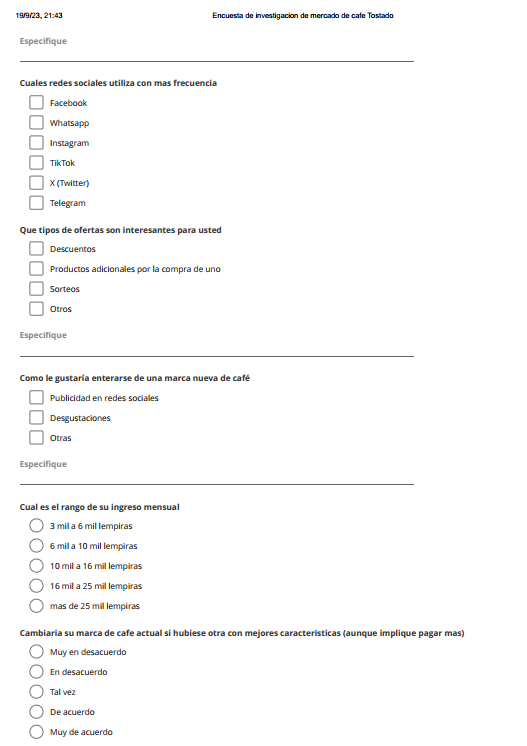 19/9/23, 21:43 Encuesta de investigacion de mercado de cafe Tostado
Especifique
Cuales redes sociales utiliza con mas frecuencia
Facebook
Whatsapp
Instagram
TikTok
X (Twitter)
Telegram
Que tipos de ofertas son interesantes para usted
Descuentos
Productos adicionales por la compra de uno
Sorteos
Otros
Especifique
Como le gustaría enterarse de una marca nueva de café
Publicidad en redes sociales
Desgustaciones
Otras
Especifique
Cual es el rango de su ingreso mensual
3 mil a 6 mil lempiras
6 mil a 10 mil lempiras
10 mil a 16 mil lempiras
16 mil a 25 mil lempiras
mas de 25 mil lempiras
Cambiaria su marca de cafe actual si hubiese otra con mejores caracteristicas (aunque implique pagar mas)
Muy en desacuerdo
En desacuerdo
Tal vez
De acuerdo
Muy de acuerdo